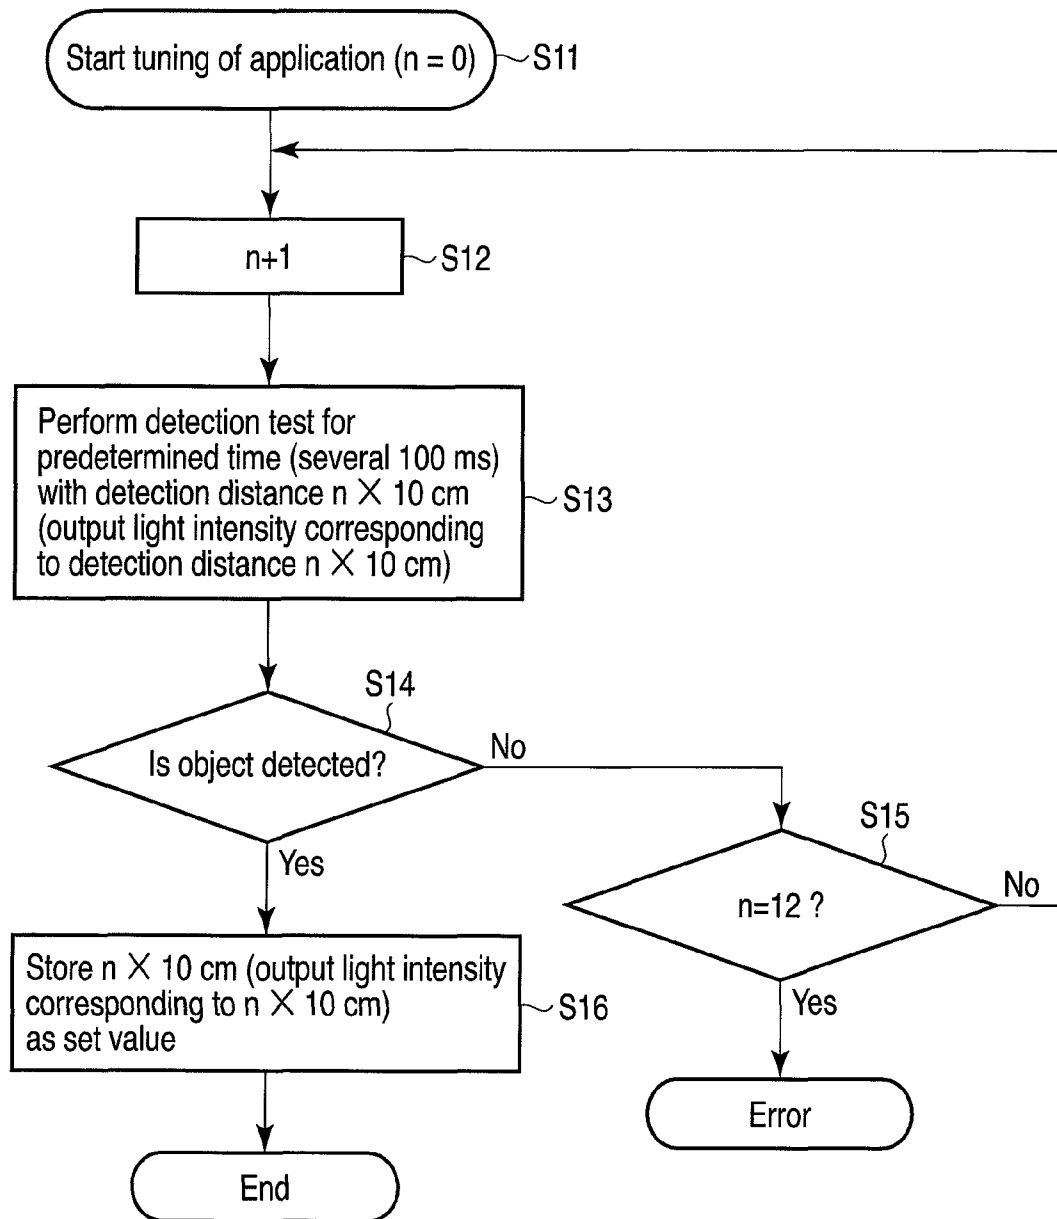 Start tuning of application (n = 0)
S11
n+1
S12
Perform detection test for
predetermined time (several 100 ms)
with detection distance n × 10 cm
(output light intensity corresponding
to detection distance n × 10 cm)
S13
S14
Is object detected?
No
Yes
S15
n=12 ?
No
Yes
Store n × 10 cm (output light intensity
corresponding to n × 10 cm)
as set value
S16
Error
End